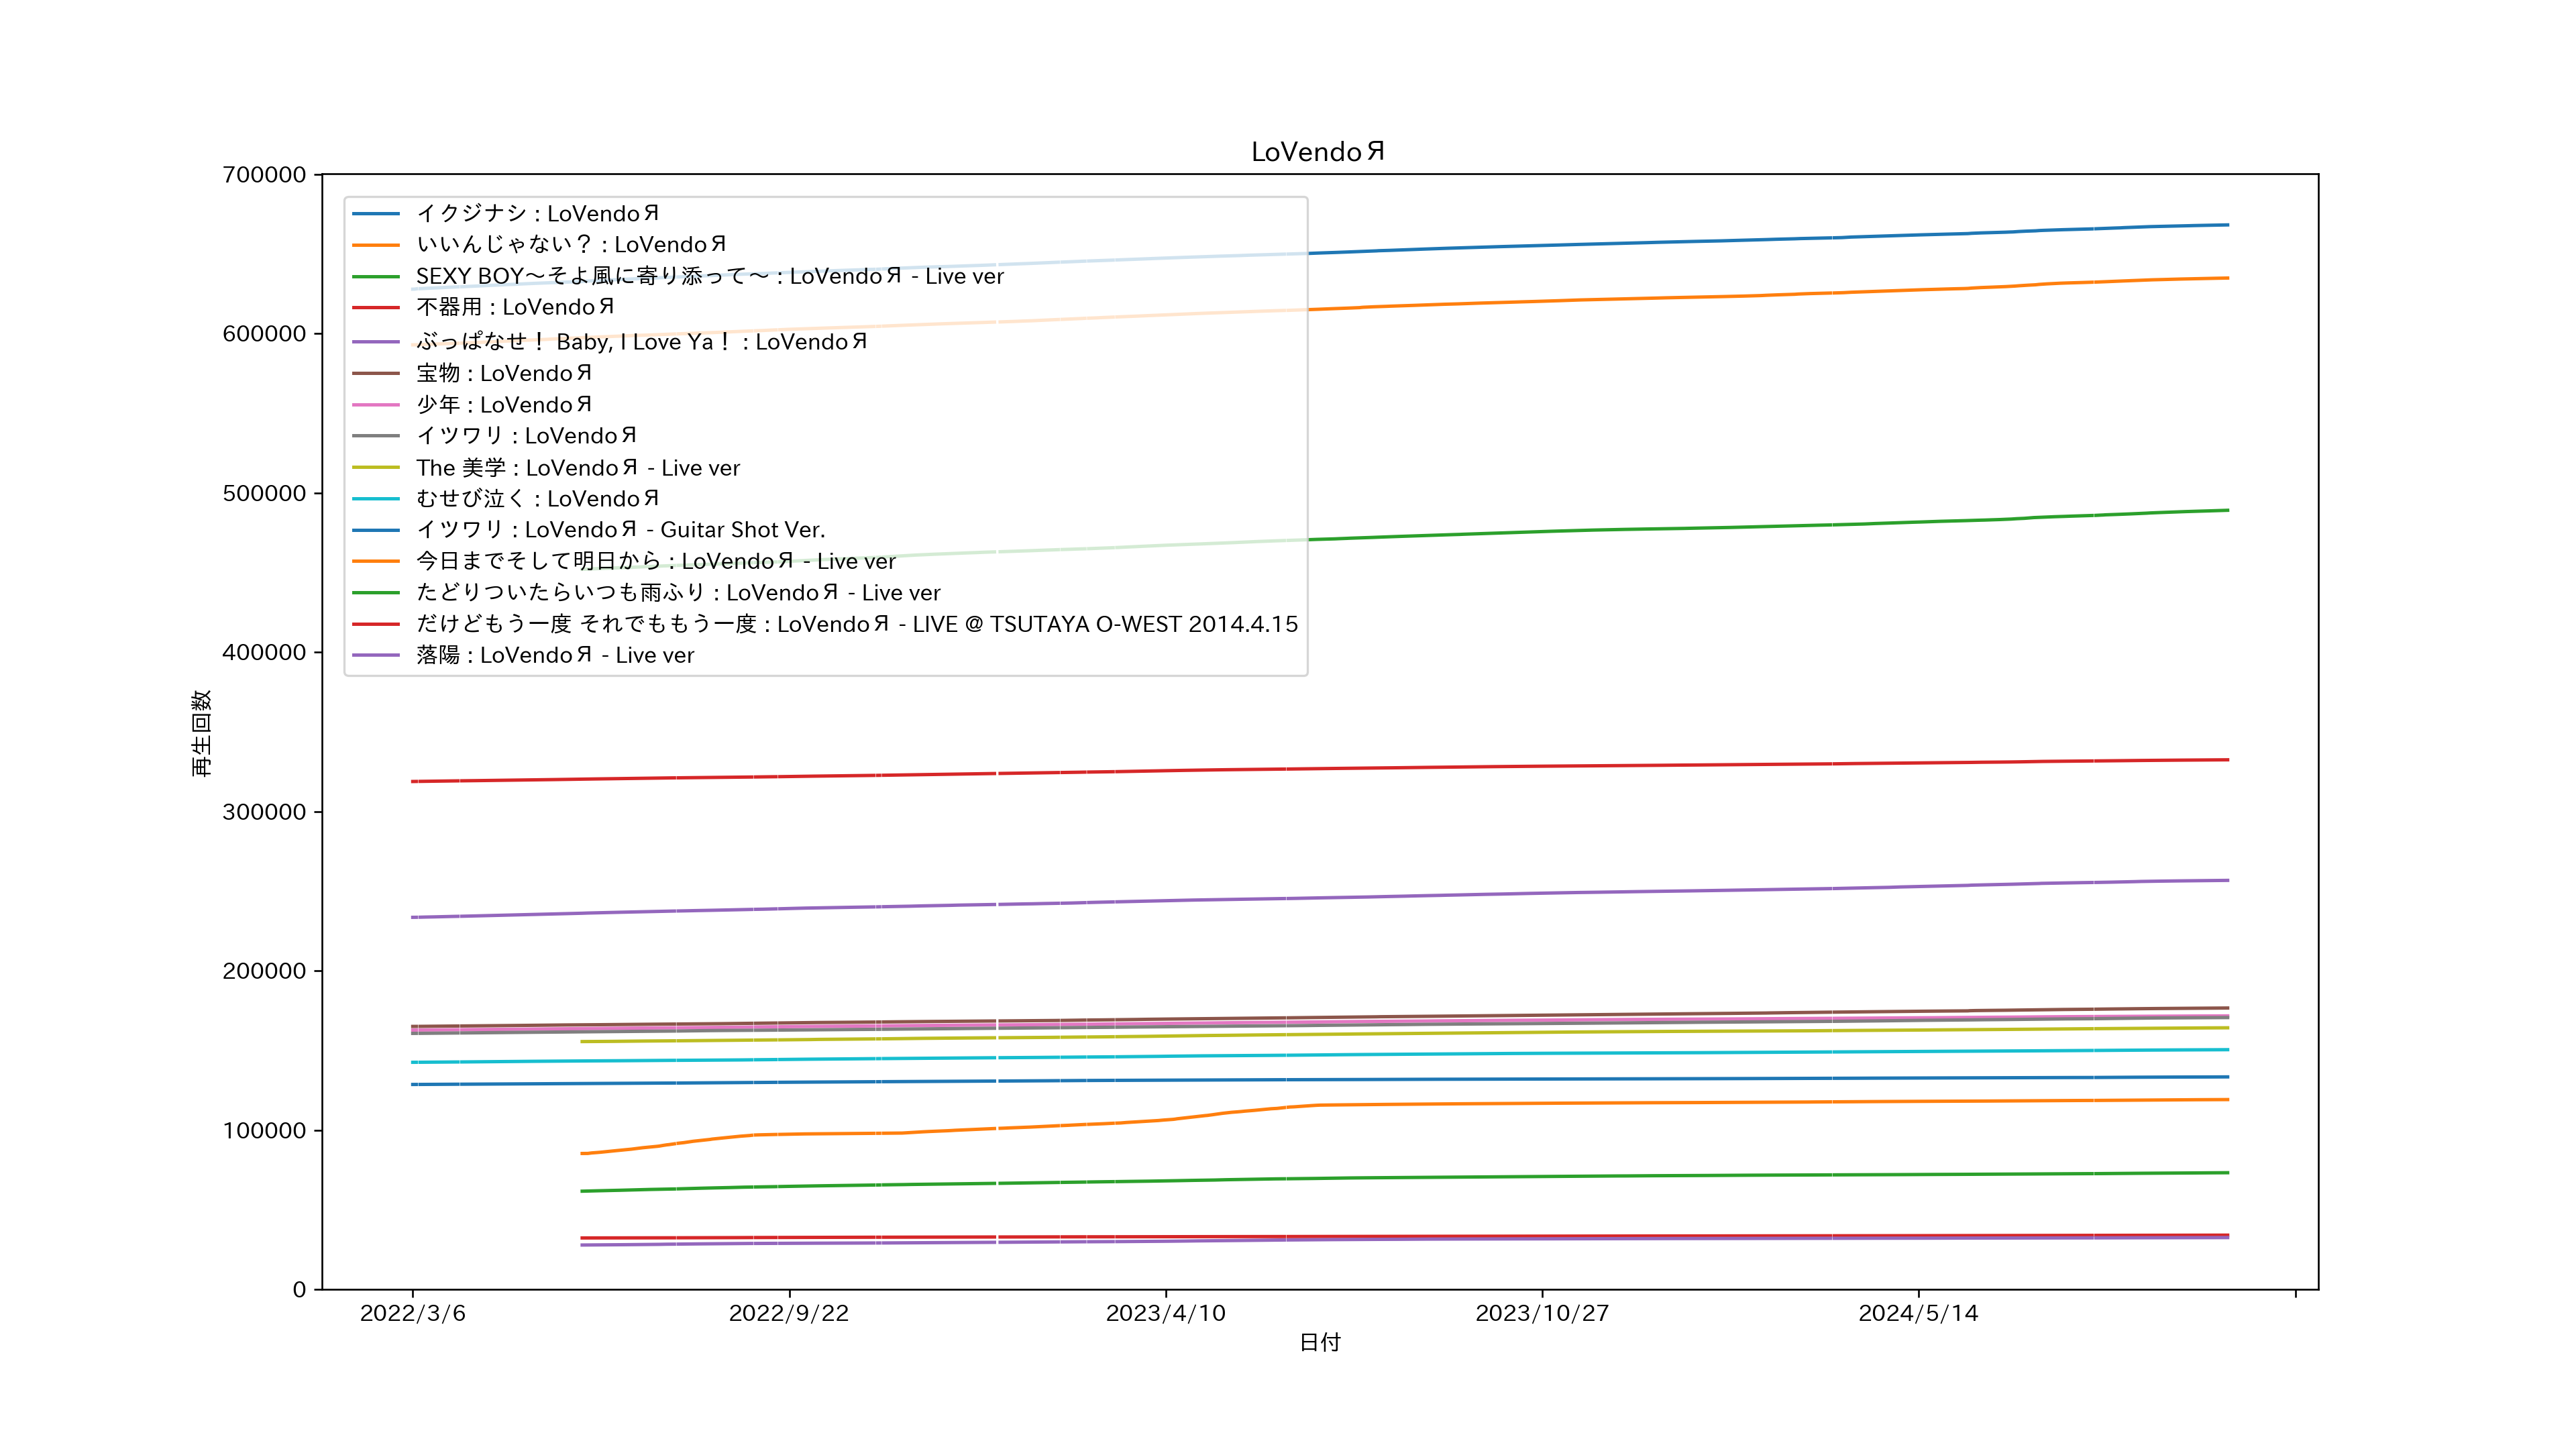 LoVendoЯ
700000
600000
500000
400000
300000
200000
100000
0
再生回数
イクジナシ : LoVendoЯ
いいんじゃない？ : LoVendoЯ
SEXY BOY～そよ風に寄り添って～ : LoVendoЯ - Live ver
不器用 : LoVendoЯ
ぶっぱなせ！ Baby, I Love Ya！ : LoVendoЯ
宝物 : LoVendoЯ
少年 : LoVendoЯ
イツワリ : LoVendoЯ
The 美学 : LoVendoЯ - Live ver
むせび泣く : LoVendoЯ
イツワリ : LoVendoЯ - Guitar Shot Ver.
今日までそして明日から : LoVendoЯ - Live ver
たどりついたらいつも雨ふり : LoVendoЯ - Live ver
だけどもう一度 それでももう一度 : LoVendoЯ - LIVE @ TSUTAYA O-WEST 2014.4.15
落陽 : LoVendoЯ - Live ver
2022/3/6
2022/9/22
2023/4/10
2023/10/27
2024/5/14
日付